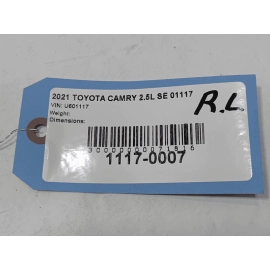 2021 TOYOTA CAMRY 2.5L SE 01117
VIN: U601117
Weight:
Dimensions:
R.L
1117-0007